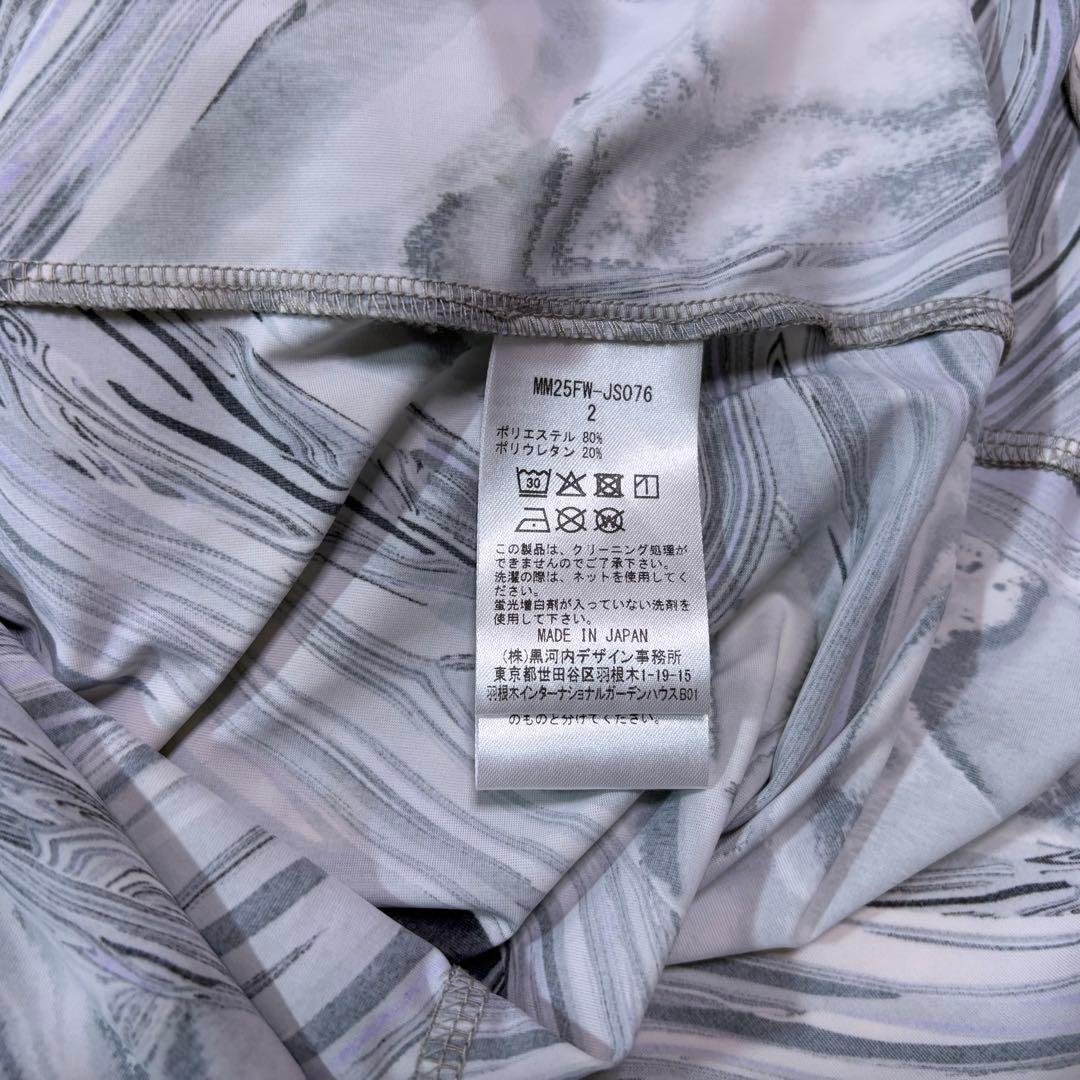 MM25FW-JS076
2
ポリエステル 80%
ポリウレタン 20%
30
この製品は、クリーニング処理が
できませんのでご了承下さい。
洗濯の際は、ネットを使用してく
ださい。
蛍光増白剤が入っていない洗剤を
使用して下さい。
MADE IN JAPAN
(株)黒河内デザイン事務所
東京都世田谷区羽根木1-19-15
羽根木インターナショナルガーデンハウスB01
のものと分けてください。